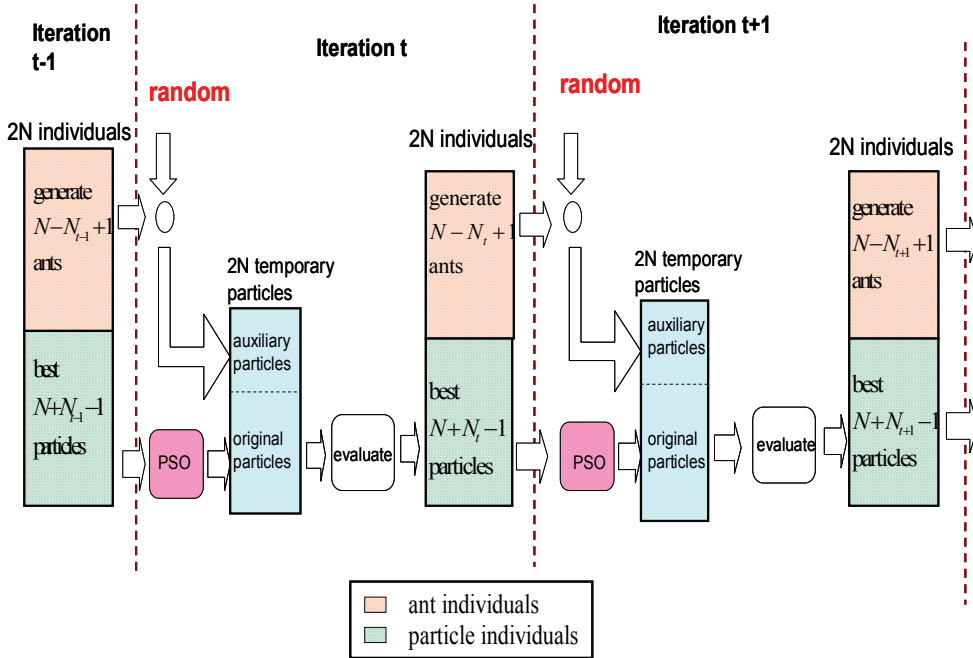 Iteration
t-1
Iteration t
Iteration t+1
random
random
2N individuals
generate
N−N_{t−1}+1
ants
best
N+N_{t−1}−1
particles
PSO
2N temporary
particles
auxiliary
particles
original
particles
evaluate
2N individuals
generate
N − N_t + 1
ants
best
N + N_t − 1
particles
PSO
2N temporary
particles
auxiliary
particles
original
particles
evaluate
2N individuals
generate
N−N_{t+1}+1
ants
best
N+N_{t+1}−1
particles
ant individuals
particle individuals